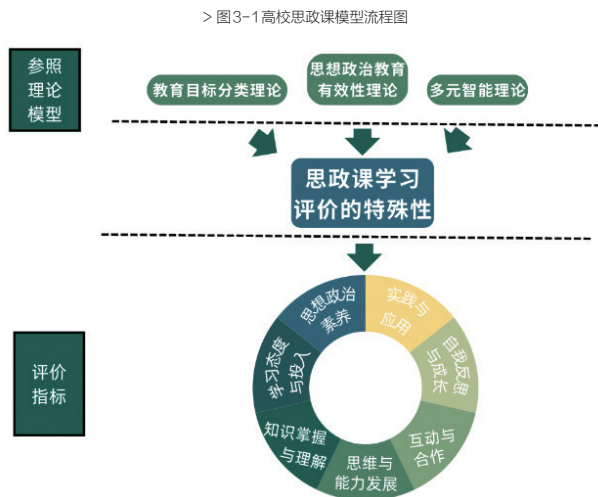 > 图3-1高校思政课模型流程图
参照
理论
模型
教育目标分类理论
思想政治教育
有效性理论
多元智能理论
思政课学习
评价的特殊性
评价
指标
思想政治
素养
实践与
应用
自我反思
与成长
互动与
合作
思维与
能力发展
知识掌握
与理解
学习态度
与投入